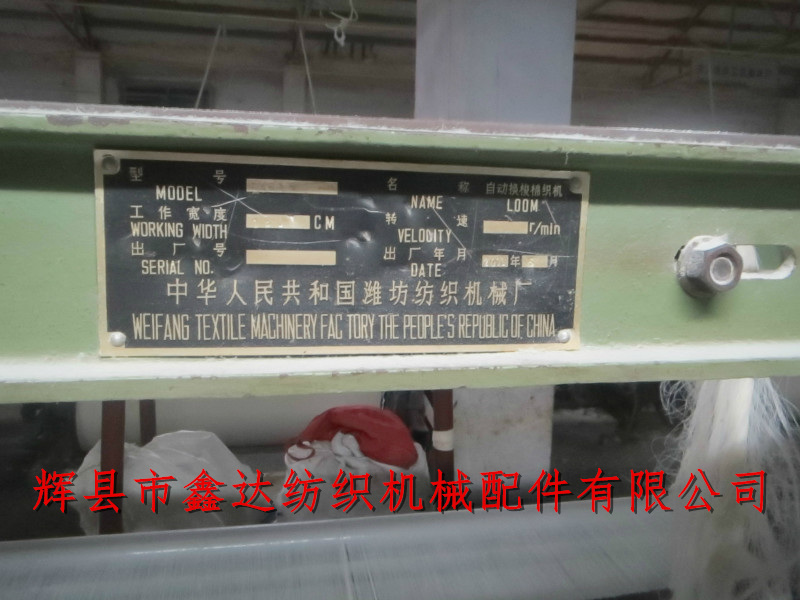 型 号 名 称 自动换梭棉织机
MODEL NAME LOOM
工作宽度 CM 转 速 r/min
WORKING WIDTH VELOCITY
出 厂 号 出 厂 年 月 年 月
SERIAL NO. DATE
中华人民共和国潍坊纺织机械厂
WEIFANG TEXTILE MACHINERY FAC TORY THE PEOPLE'S REPUBLIC OF CHINA
辉县市鑫达纺织机械配件有限公司